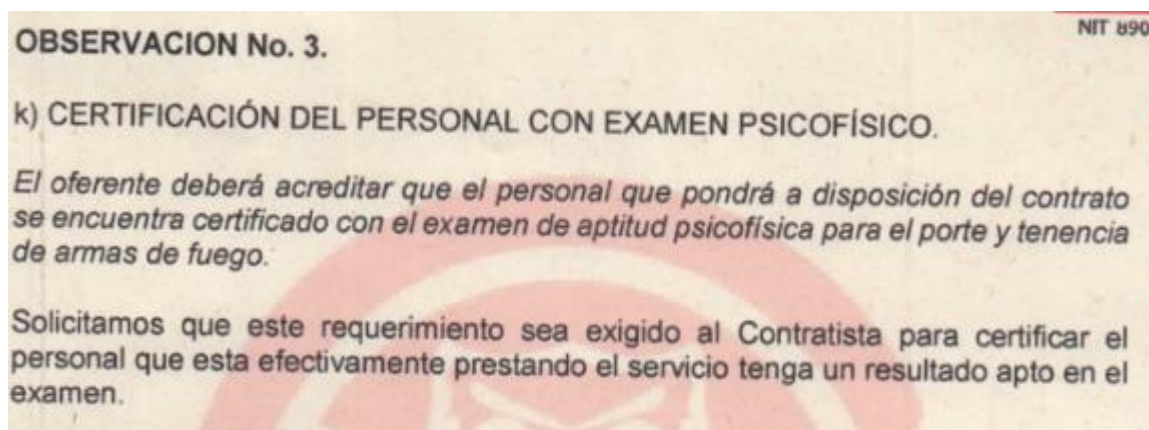 NIT 890
OBSERVACION No. 3.
k) CERTIFICACIÓN DEL PERSONAL CON EXAMEN PSICOFÍSICO.
El oferente deberá acreditar que el personal que pondrá a disposición del contrato
se encuentra certificado con el examen de aptitud psicofísica para el porte y tenencia
de armas de fuego.
Solicitamos que este requerimiento sea exigido al Contratista para certificar el
personal que esta efectivamente prestando el servicio tenga un resultado apto en el
examen.